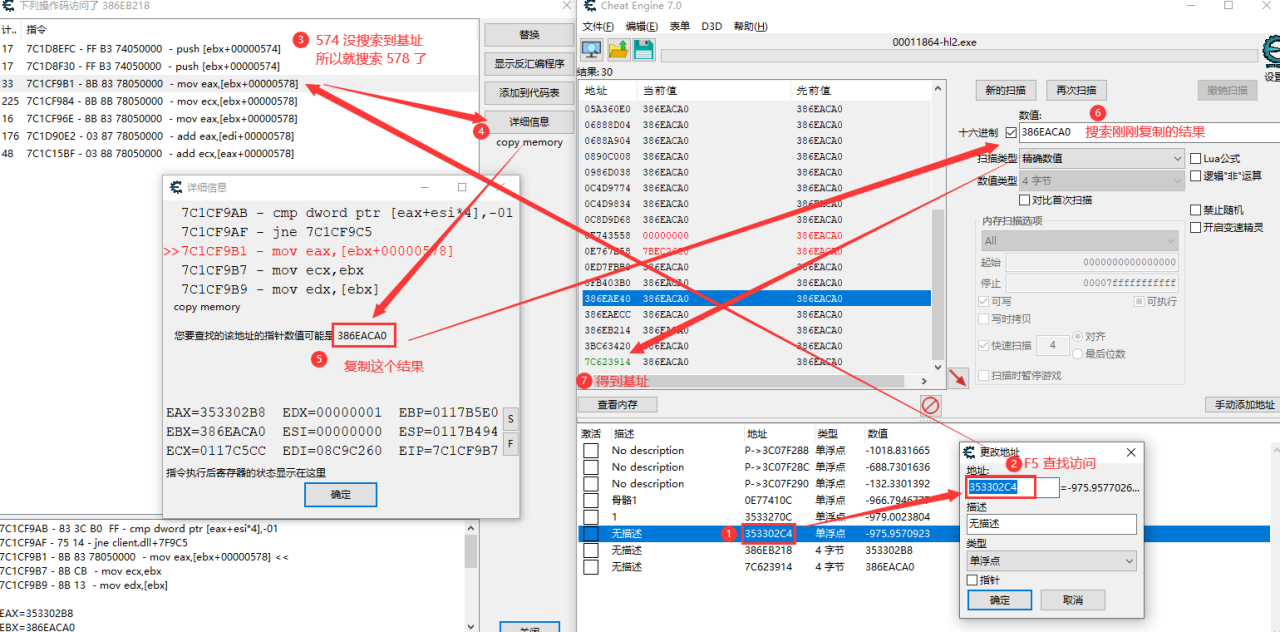 下列操作码访问了 386EB218
计.. 指令
17 7C1D8EFC - FF B3 74050000 - push [ebx+00000574]
17 7C1D8F30 - FF B3 74050000 - push [ebx+00000574]
33 7C1CF9B1 - 8B 83 78050000 - mov eax,[ebx+00000578]
225 7C1CF984 - 8B 8B 78050000 - mov ecx,[ebx+00000578]
16 7C1CF96E - 8B 83 78050000 - mov eax,[ebx+00000578]
176 7C1D90E2 - 03 87 78050000 - add eax,[edi+00000578]
48 7C1C15BF - 03 88 78050000 - add ecx,[eax+00000578]
3 574 没搜索到基址
所以就搜索 578 了
替换
显示反汇编程序
添加到代码表
详细信息
4
copy memory
详细信息
7C1CF9AB - cmp dword ptr [eax+esi*4],-01
7C1CF9AF - jne 7C1CF9C5
>>7C1CF9B1 - mov eax,[ebx+00000578]
7C1CF9B7 - mov ecx,ebx
7C1CF9B9 - mov edx,[ebx]
copy memory
您要查找的该地址的指针数值可能是 386EACA0
5 复制这个结果
EAX=353302B8 EDX=00000001 EBP=0117B5E0
EBX=386EACA0 ESI=00000000 ESP=0117B494
ECX=0117C5CC EDI=08C9C260 EIP=7C1CF9B7
S
F
指令执行后寄存器的状态显示在这里
确定
7C1CF9AB - 83 3C B0 FF - cmp dword ptr [eax+esi*4],-01
7C1CF9AF - 75 14 - jne client.dll+7F9C5
7C1CF9B1 - 8B 83 78050000 - mov eax,[ebx+00000578] <<
7C1CF9B7 - 8B CB - mov ecx,ebx
7C1CF9B9 - 8B 13 - mov edx,[ebx]
EAX=353302B8
EBX=386EACA0
关闭
Cheat Engine 7.0
文件(F) 编辑(E) 表单 D3D 帮助(H)
00011864-hl2.exe
设置
结果: 30
地址 当前值 先前值
05A360E0 386EACA0 386EACA0
06888D04 386EACA0 386EACA0
0688A904 386EACA0 386EACA0
0890C008 386EACA0 386EACA0
0986D038 386EACA0 386EACA0
0C4D9774 386EACA0 386EACA0
0C4D9834 386EACA0 386EACA0
0C8D9D68 386EACA0 386EACA0
0E743558 00000000 386EACA0
386EACA0
386EACA0
386EACA0
386EAE40 386EACA0 386EACA0
386EAECC 386EACA0 386EACA0
386EB214 386EACA0 386EACA0
3BC63420 386EACA0 386EACA0
7C623914 386EACA0 386EACA0
7 得到基址
查看内存
新的扫描 再次扫描 撤销扫描
6
数值:
十六进制 386EACA0 搜索刚刚复制的结果
扫描类型 精确数值
数值类型 4 字节
对比首次扫描
Lua公式
逻辑"非"运算
禁止随机
开启变速精灵
内存扫描选项
All
起始 0000000000000000
停止 00007fffffffffff
可写 可执行
写时拷贝
快速扫描 4 对齐
最后位数
扫描时暂停游戏
手动添加地址
激活 描述 地址 类型 数值
No description P->3C07F288 单浮点 -1018.831665
No description P->3C07F28C 单浮点 -688.7301636
No description P->3C07F290 单浮点 -132.3301392
骨骼1 0E77410C 单浮点
1 3533270C 单浮点 -979.0023804
无描述 1 353302C4 单浮点 -975.9570923
无描述 386EB218 4 字节 353302B8
无描述 7C623914 4 字节 386EACA0
更改地址
地址:
2 F5 查找访问
353302C4 =-975.9577026...
描述
无描述
类型
单浮点
指针
确定 取消